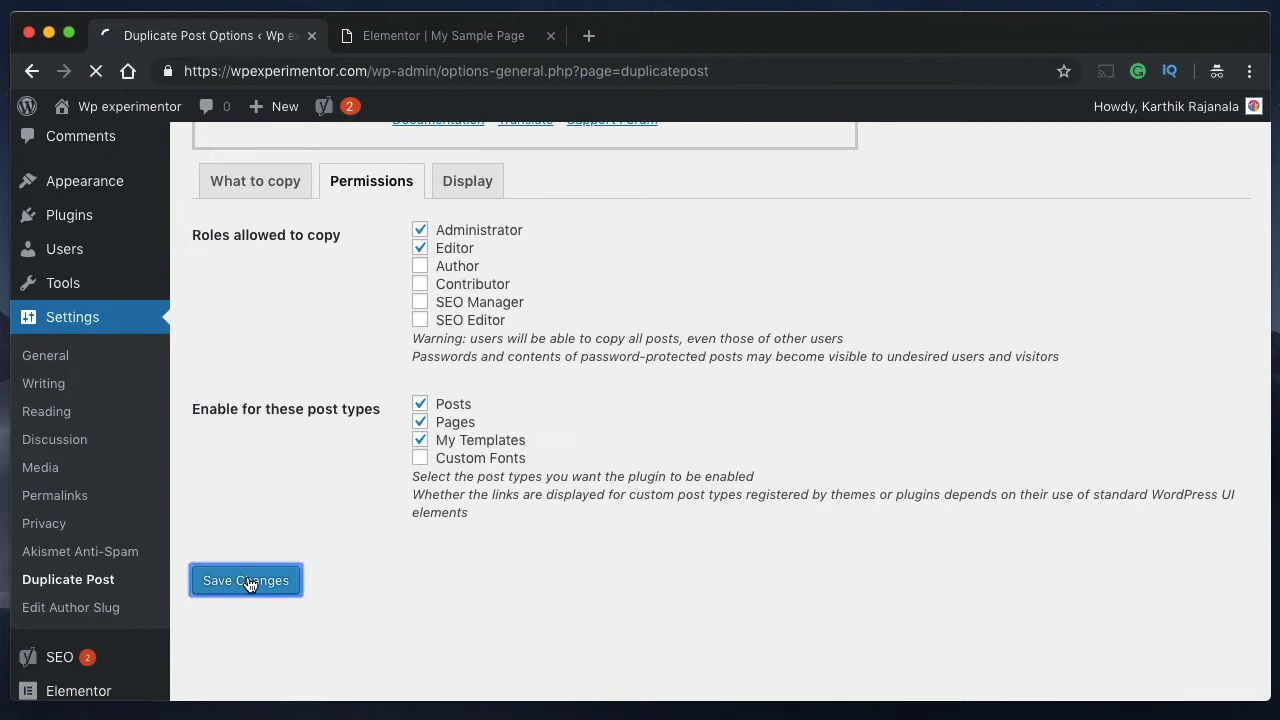 Duplicate Post Options ‹ Wp ex
Elementor | My Sample Page
https://wpexperimentor.com/wp-admin/options-general.php?page=duplicatepost
IQ
Wp experimentor
0
New
2
Howdy, Karthik Rajanala
Documentation Translate Support Forum
Comments
Appearance
Plugins
Users
Tools
Settings
General
Writing
Reading
Discussion
Media
Permalinks
Privacy
Akismet Anti-Spam
Duplicate Post
Edit Author Slug
SEO 2
Elementor
What to copy
Permissions
Display
Roles allowed to copy
Administrator
Editor
Author
Contributor
SEO Manager
SEO Editor
Warning: users will be able to copy all posts, even those of other users
Passwords and contents of password-protected posts may become visible to undesired users and visitors
Enable for these post types
Posts
Pages
My Templates
Custom Fonts
Select the post types you want the plugin to be enabled
Whether the links are displayed for custom post types registered by themes or plugins depends on their use of standard WordPress UI
elements
Save Changes